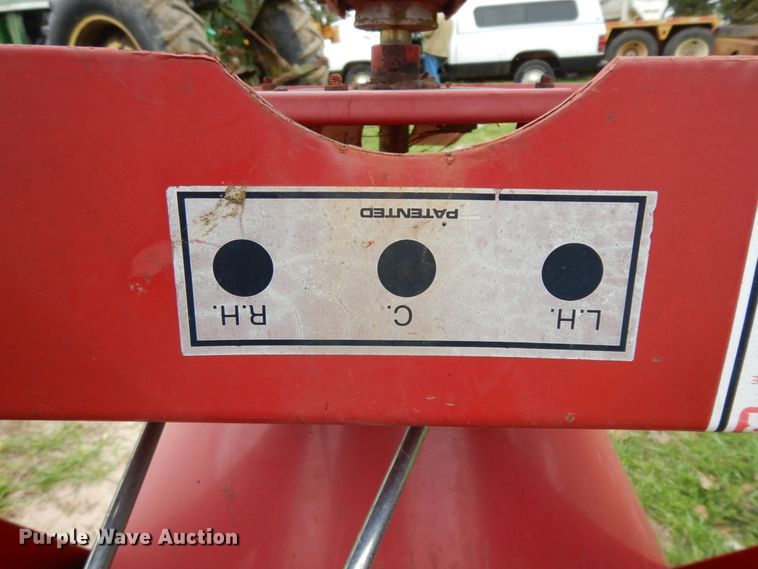 L.H. C. R.H.
PATENTED
Purple Wave Auction